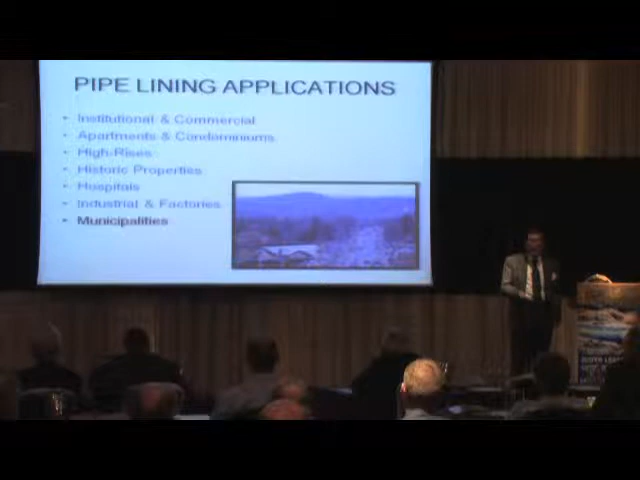 PIPE LINING APPLICATIONS
• Institutional & Commercial
• Apartments & Condominiums
• High-Rises
• Historic Properties
• Hospitals
• Industrial & Factories
• Municipalities